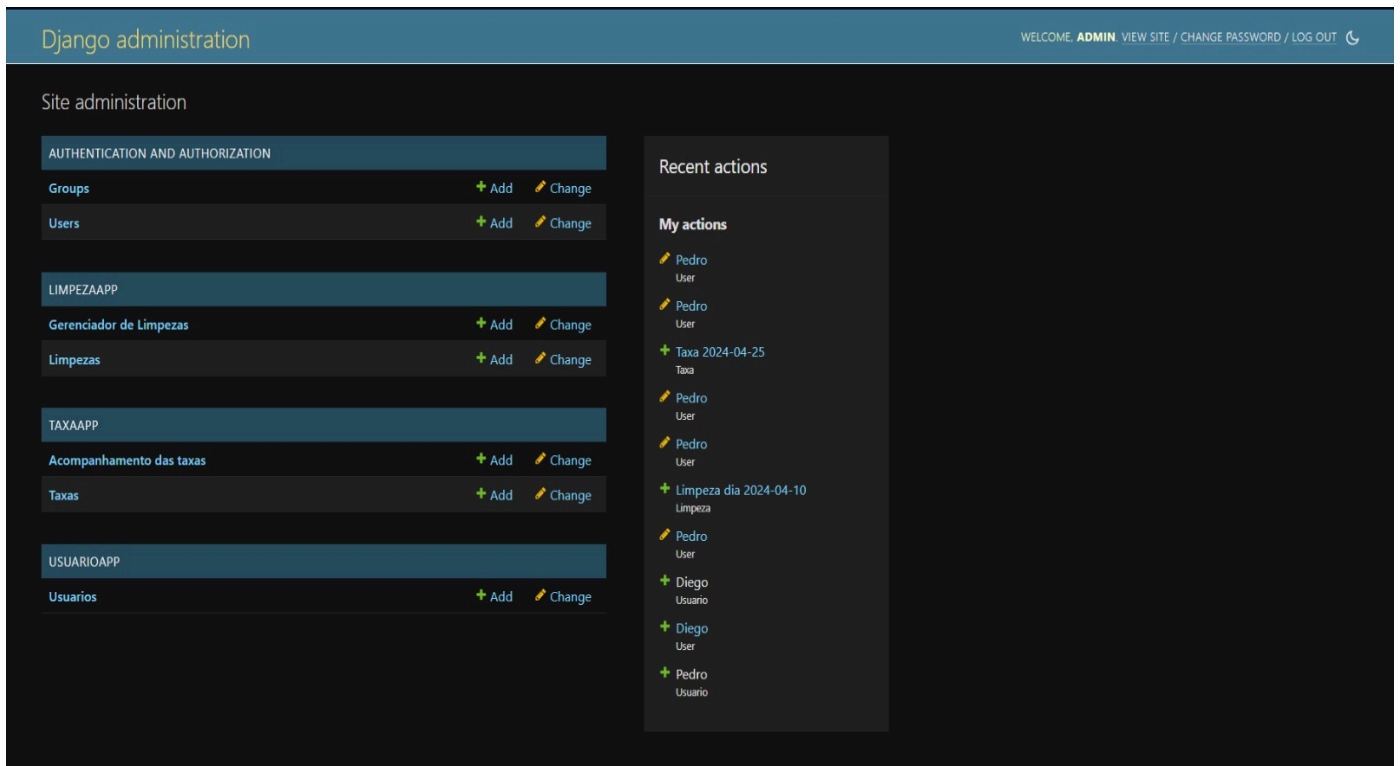 Django administration
WELCOME, ADMIN. VIEW SITE / CHANGE PASSWORD / LOG OUT
Site administration
AUTHENTICATION AND AUTHORIZATION
Groups Add Change
Users Add Change
LIMPEZAAPP
Gerenciador de Limpezas Add Change
Limpezas Add Change
TAXAAPP
Acompanhamento das taxas Add Change
Taxas Add Change
USUARIOAPP
Usuarios Add Change
Recent actions
My actions
Pedro
User
Pedro
User
Taxa 2024-04-25
Taxa
Pedro
User
Pedro
User
Limpeza dia 2024-04-10
Limpeza
Pedro
User
Diego
Usuario
Diego
User
Pedro
Usuario